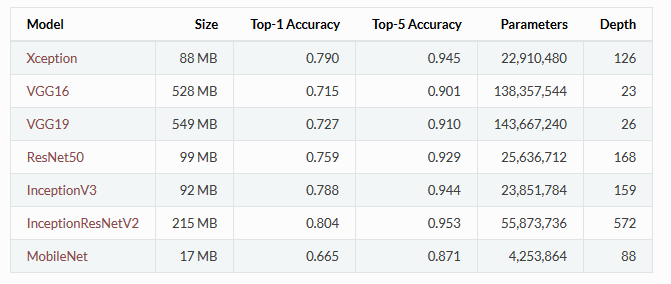 Model Size Top-1 Accuracy Top-5 Accuracy Parameters Depth
Xception 88 MB 0.790 0.945 22,910,480 126
VGG16 528 MB 0.715 0.901 138,357,544 23
VGG19 549 MB 0.727 0.910 143,667,240 26
ResNet50 99 MB 0.759 0.929 25,636,712 168
InceptionV3 92 MB 0.788 0.944 23,851,784 159
InceptionResNetV2 215 MB 0.804 0.953 55,873,736 572
MobileNet 17 MB 0.665 0.871 4,253,864 88